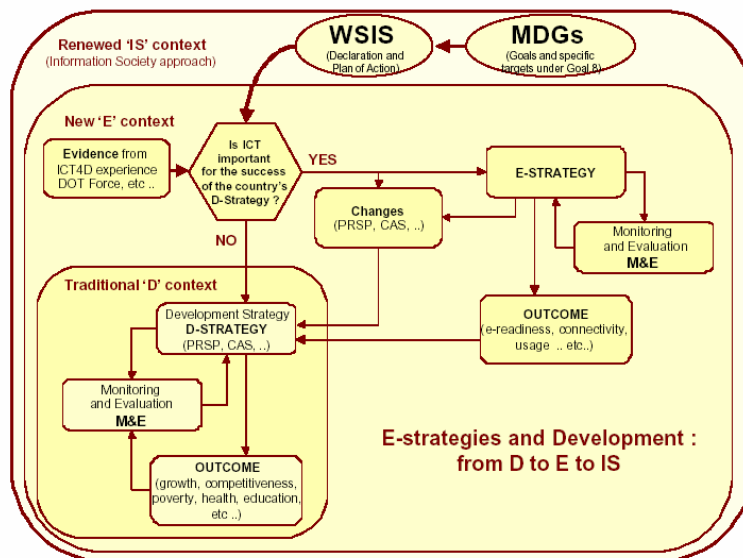 Renewed 'IS' context
(Information Society approach)
WSIS
(Declaration and
Plan of Action)
MDGs
(Goals and specific
targets under Goal 8)
New 'E' context
Evidence from
ICT4D experience
DOT Force, etc ..
Is ICT
important
for the success
of the country's
D-Strategy ?
YES
NO
E-STRATEGY
Changes
(PRSP, CAS, ..)
Monitoring
and Evaluation
M&E
Traditional 'D' context
Development Strategy
D-STRATEGY
(PRSP, CAS, ..)
OUTCOME
(e-readiness, connectivity,
usage .. etc..)
Monitoring
and Evaluation
M&E
OUTCOME
(growth, competitiveness,
poverty, health, education,
etc ..)
E-strategies and Development :
from D to E to IS